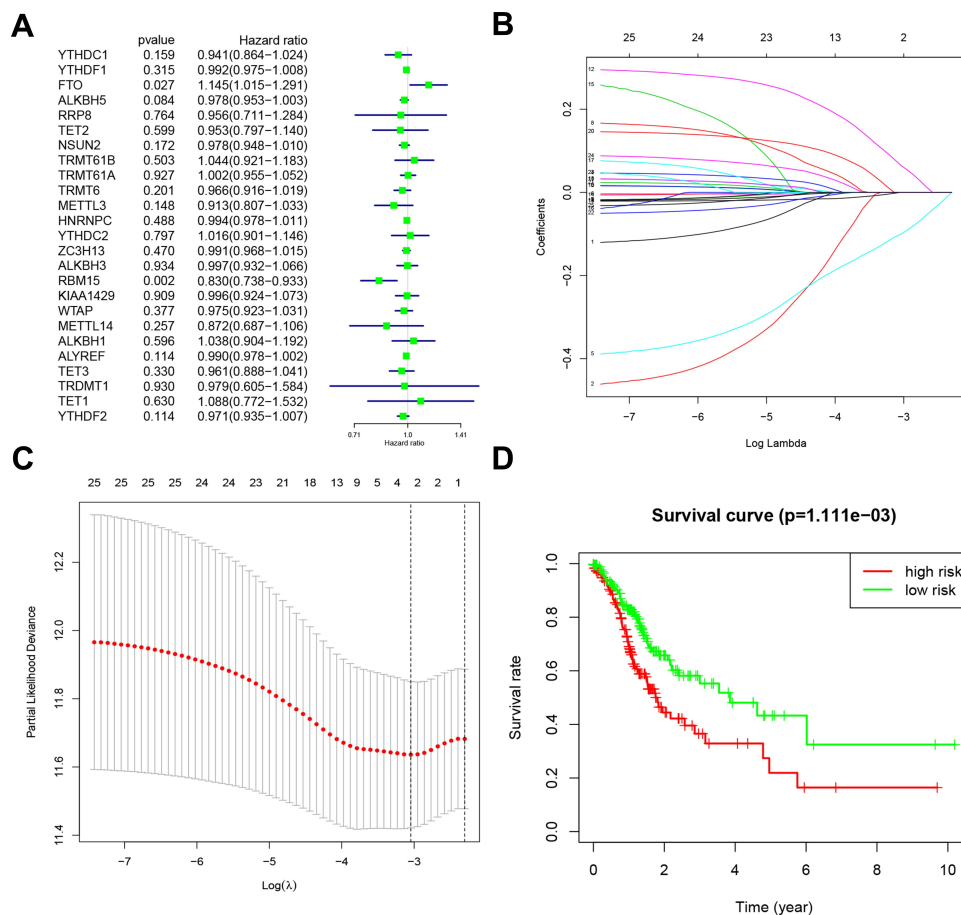 A
pvalue Hazard ratio
YTHDC1 0.159 0.941(0.864−1.024)
YTHDF1 0.315 0.992(0.975−1.008)
FTO 0.027 1.145(1.015−1.291)
ALKBH5 0.084 0.978(0.953−1.003)
RRP8 0.764 0.956(0.711−1.284)
TET2 0.599 0.953(0.797−1.140)
NSUN2 0.172 0.978(0.948−1.010)
TRMT61B 0.503 1.044(0.921−1.183)
TRMT61A 0.927 1.002(0.955−1.052)
TRMT6 0.201 0.966(0.916−1.019)
METTL3 0.148 0.913(0.807−1.033)
HNRNPC 0.488 0.994(0.978−1.011)
YTHDC2 0.797 1.016(0.901−1.146)
ZC3H13 0.470 0.991(0.968−1.015)
ALKBH3 0.934 0.997(0.932−1.066)
RBM15 0.002 0.830(0.738−0.933)
KIAA1429 0.909 0.996(0.924−1.073)
WTAP 0.377 0.975(0.923−1.031)
METTL14 0.257 0.872(0.687−1.106)
ALKBH1 0.596 1.038(0.904−1.192)
ALYREF 0.114 0.990(0.978−1.002)
TET3 0.330 0.961(0.888−1.041)
TRDMT1 0.930 0.979(0.605−1.584)
TET1 0.630 1.088(0.772−1.532)
YTHDF2 0.114 0.971(0.935−1.007)
0.71 1.0 1.41
Hazard ratio
B
25 24 23 13 2
0.2
0.0
−0.2
−0.4
Coefficients
12
15
8
20
24
17
22
1
5
2
−7 −6 −5 −4 −3
Log Lambda
C
25 25 25 25 24 24 23 21 18 13 9 5 4 2 2 1
12.2
12.0
11.8
11.6
11.4
Partial Likelihood Deviance
−7 −6 −5 −4 −3
Log(λ)
D
Survival curve (p=1.111e−03)
high risk
low risk
1.0
0.8
0.6
0.4
0.2
0.0
Survival rate
0 2 4 6 8 10
Time (year)